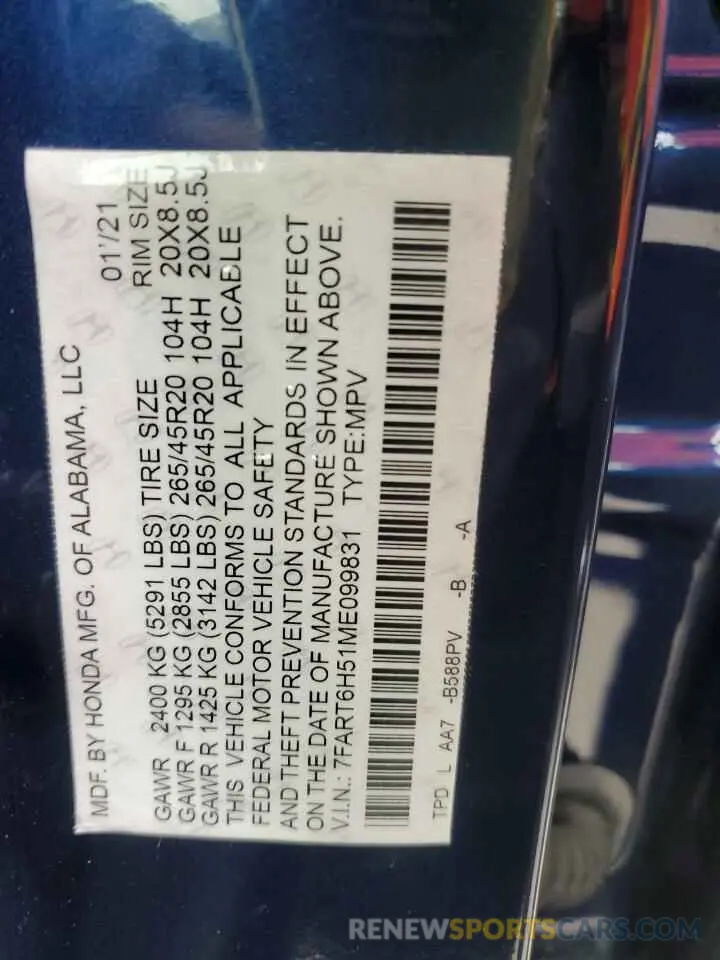 MDF. BY HONDA MFG. OF ALABAMA, LLC 01'/21
GAWR 2400 KG (5291 LBS) TIRE SIZE RIM SIZE
GAWR F 1295 KG (2855 LBS) 265/45R20 104H 20X8.5J
GAWR R 1425 KG (3142 LBS) 265/45R20 104H 20X8.5J
THIS VEHICLE CONFORMS TO ALL APPLICABLE
FEDERAL MOTOR VEHICLE SAFETY
AND THEFT PREVENTION STANDARDS IN EFFECT
ON THE DATE OF MANUFACTURE SHOWN ABOVE.
V.I.N.: 7FART6H51ME099831 TYPE:MPV
TPD L AA7 -B588PV -B -A
RENEWSPORTSCARS.COM